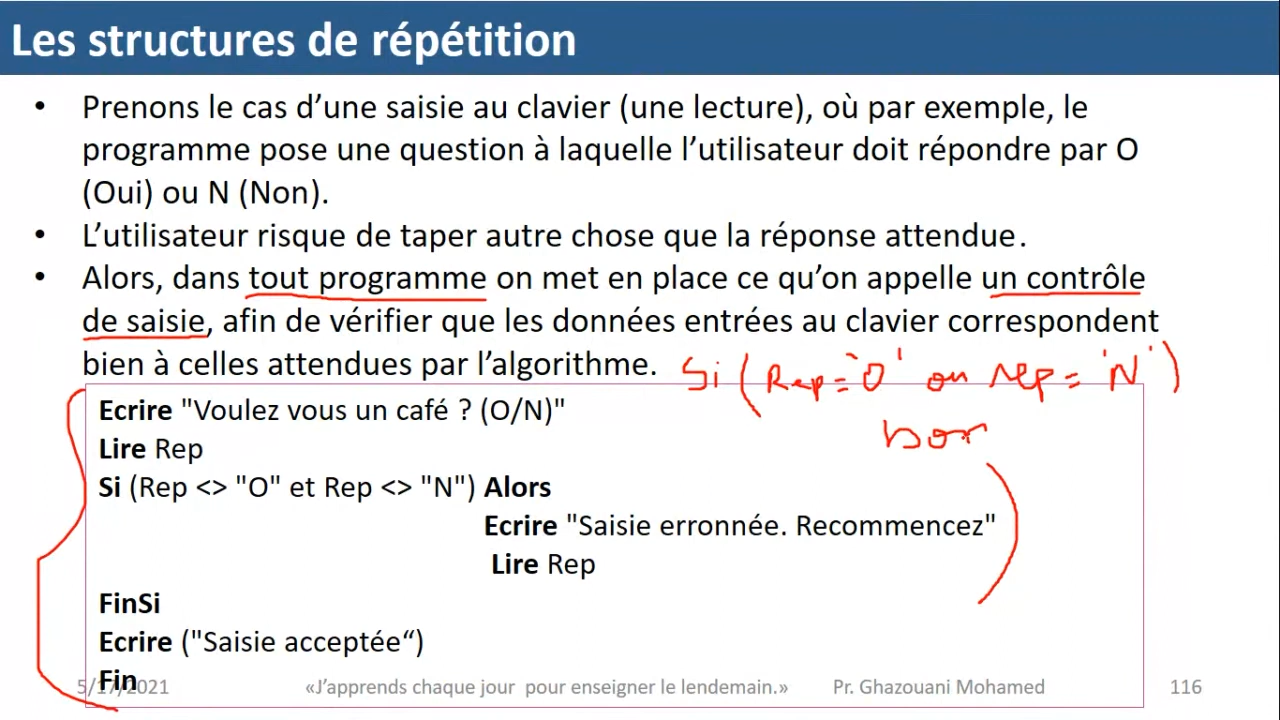 Les structures de répétition
• Prenons le cas d’une saisie au clavier (une lecture), où par exemple, le
programme pose une question à laquelle l’utilisateur doit répondre par O
(Oui) ou N (Non).
• L’utilisateur risque de taper autre chose que la réponse attendue.
• Alors, dans tout programme on met en place ce qu’on appelle un contrôle
de saisie, afin de vérifier que les données entrées au clavier correspondent
bien à celles attendues par l’algorithme.
Si (Rep = 'O' ou rep = 'N')
bon
Ecrire "Voulez vous un café ? (O/N)"
Lire Rep
Si (Rep <> "O" et Rep <> "N") Alors
Ecrire "Saisie erronnée. Recommencez"
Lire Rep
FinSi
Ecrire ("Saisie acceptée“)
Fin
5/17/2021 «J’apprends chaque jour pour enseigner le lendemain.» Pr. Ghazouani Mohamed 116